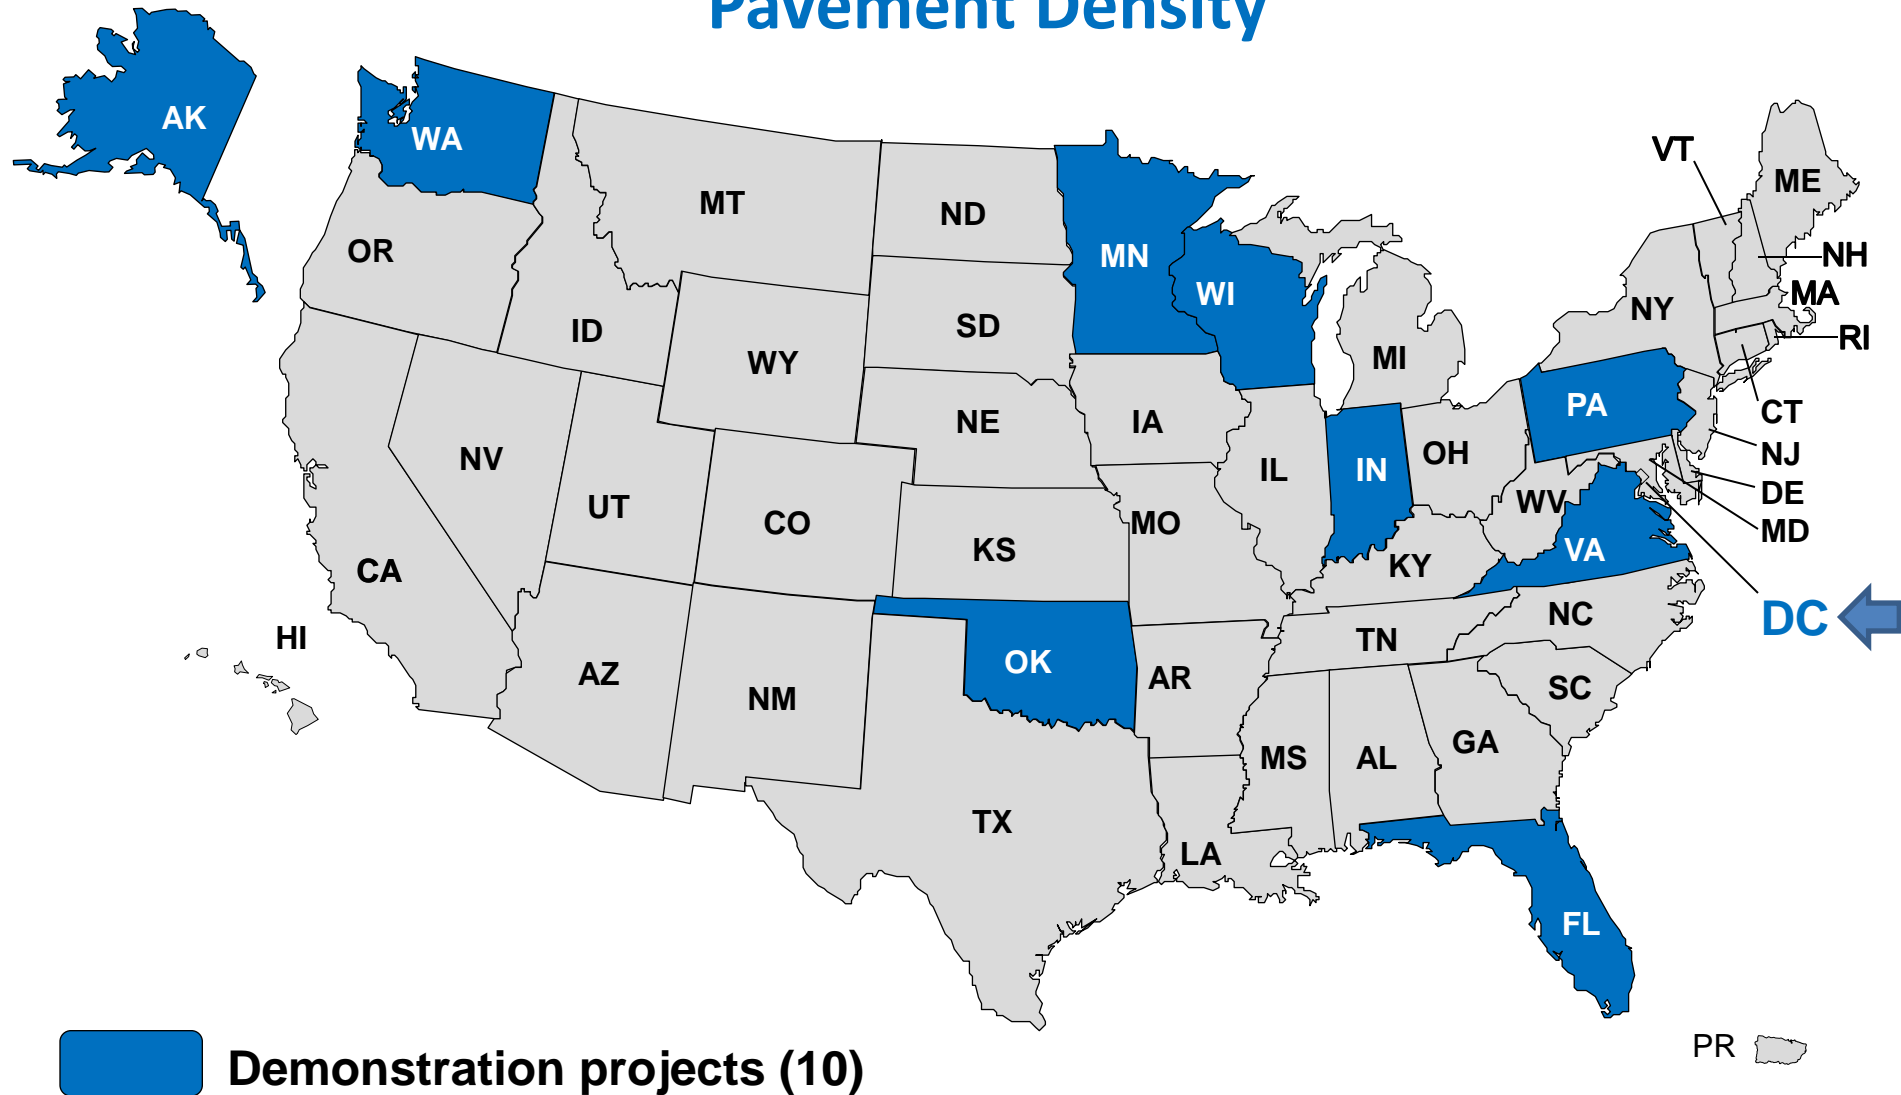 Pavement Density
AK
WA
MT
ND
MN
VT
ME
OR
ID
SD
WI
NY
NH
MA
RI
WY
MI
NE
IA
PA
CT
NV
UT
CO
IL
IN
OH
NJ
DE
MD
WV
CA
KS
MO
KY
VA
DC
HI
AZ
NM
OK
AR
TN
NC
SC
MS
AL
GA
TX
LA
FL
PR
Demonstration projects (10)